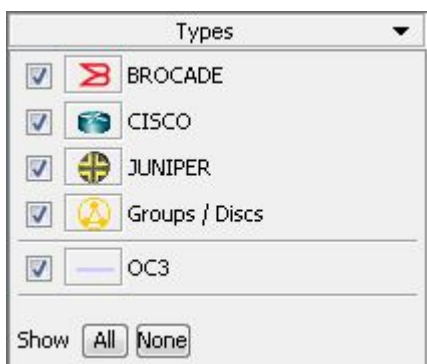 Types
BROCADE
CISCO
JUNIPER
Groups / Discs
OC3
Show All None